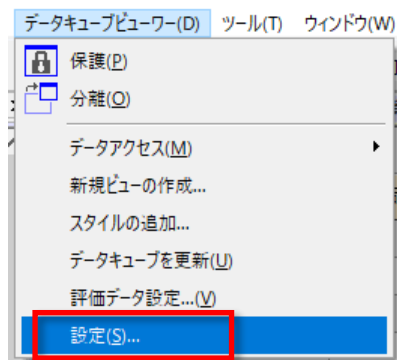 データキューブビューワー(D) ツール(T) ウィンドウ(W)
保護(P)
分離(O)
データアクセス(M)
新規ビューの作成...
スタイルの追加...
データキューブを更新(U)
評価データ設定...(V)
設定(S)...